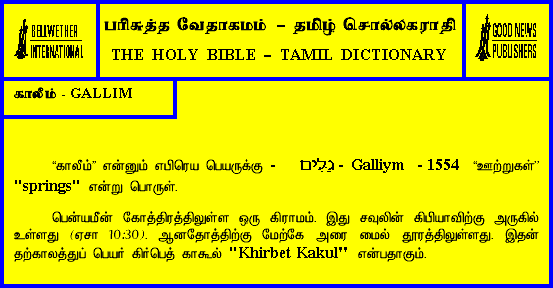 BELLWETHER
INTERNATIONAL
பரிசுத்த வேதாகமம் – தமிழ் சொல்லகராதி
THE HOLY BIBLE – TAMIL DICTIONARY
GOOD NEWS
PUBLISHERS
காலீம் - GALLIM
“காலீம்” என்னும் எபிரெய பெயருக்கு - גַּלִּים - Galliym - 1554 “ஊற்றுகள்”
"springs" என்று பொருள்.
பென்யமீன் கோத்திரத்திலுள்ள ஒரு கிராமம். இது சவுலின் கிபியாவிற்கு அருகில்
உள்ளது (ஏசா 10:30). ஆனதோத்திற்கு மேற்கே அரை மைல் தூரத்திலுள்ளது. இதன்
தற்காலத்துப் பெயர் கிர்பெத் காகூல் "Khirbet Kakul" என்பதாகும்.